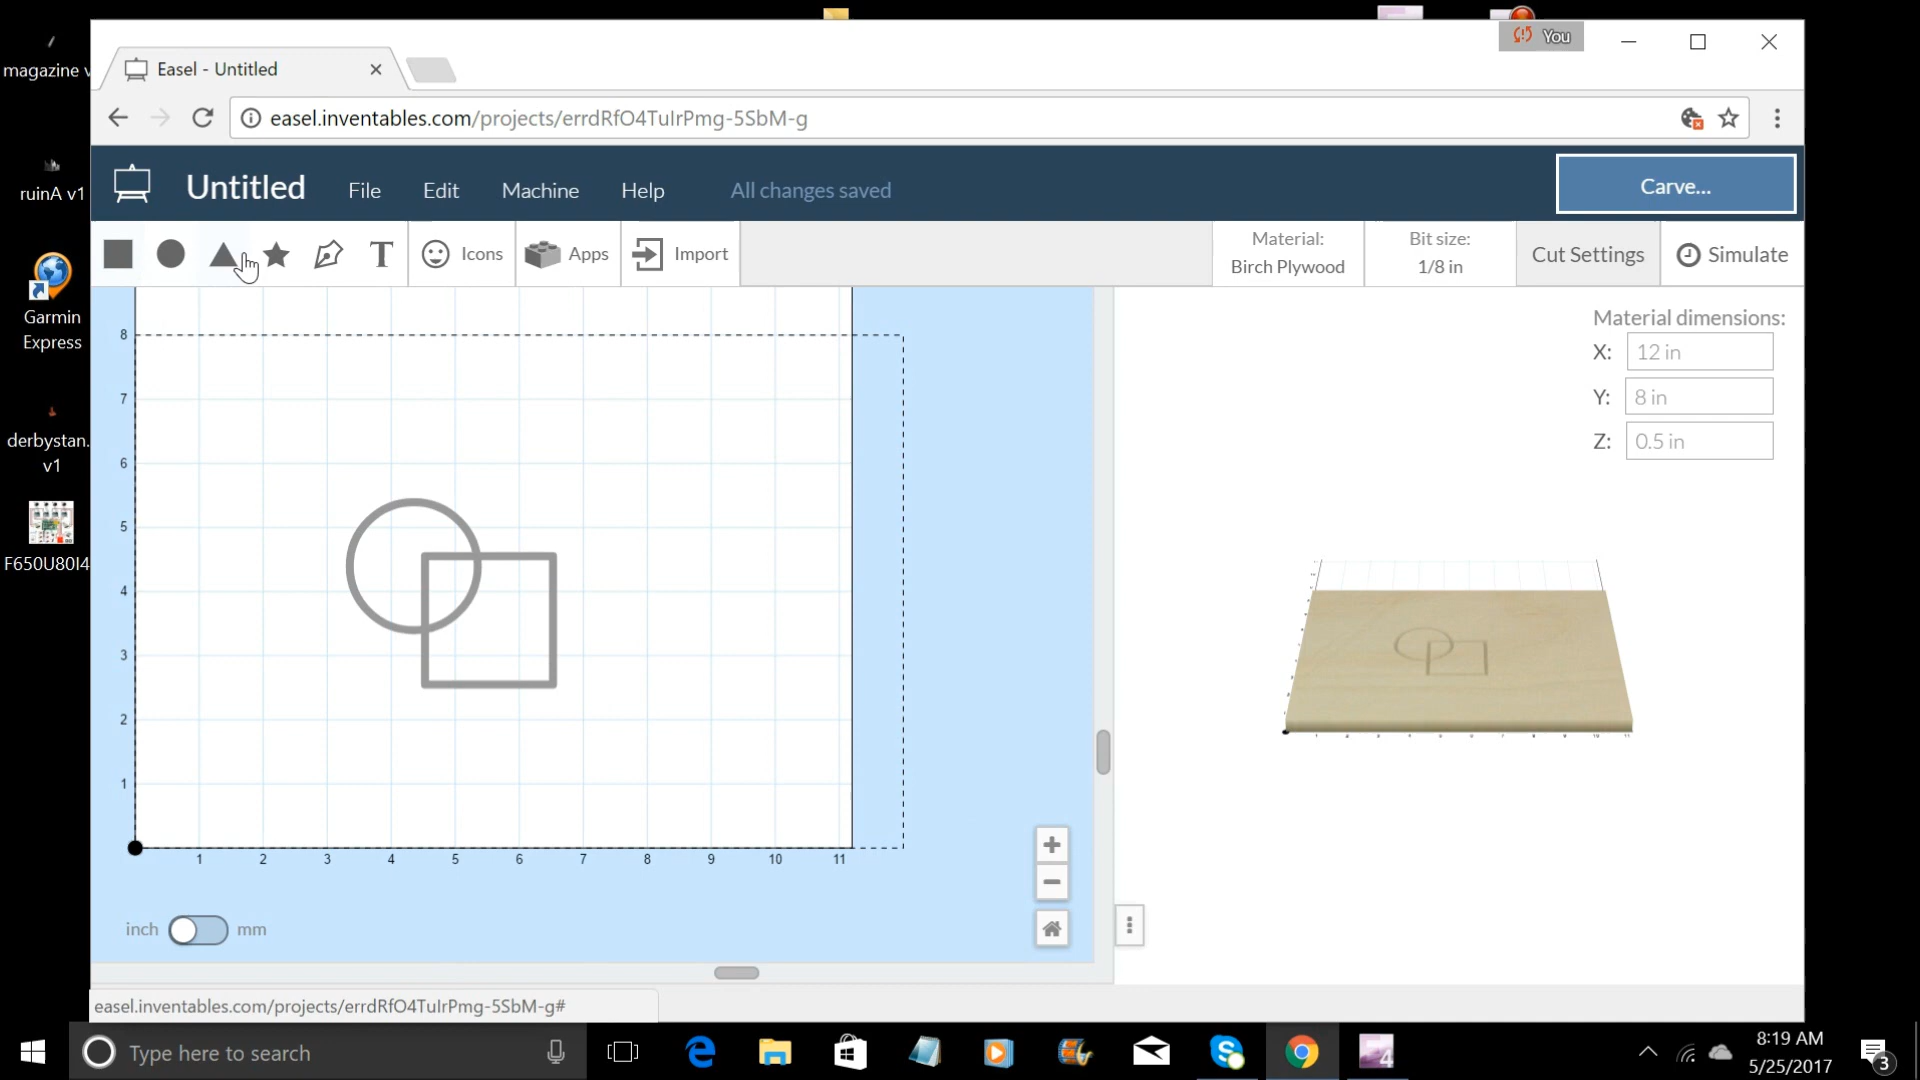 magazine v
ruinA v1
Garmin
Express
derbystan.
v1
F650U80I4
You
Easel - Untitled
easel.inventables.com/projects/errdRfO4TuIrPmg-5SbM-g
Untitled
File
Edit
Machine
Help
All changes saved
Carve...
T
Icons
Apps
Import
Material:
Birch Plywood
Bit size:
1/8 in
Cut Settings
Simulate
Material dimensions:
X: 12 in
Y: 8 in
Z: 0.5 in
8
7
6
5
4
3
2
1
1 2 3 4 5 6 7 8 9 10 11
inch mm
easel.inventables.com/projects/errdRfO4TuIrPmg-5SbM-g#
Type here to search
4
8:19 AM
5/25/2017
3